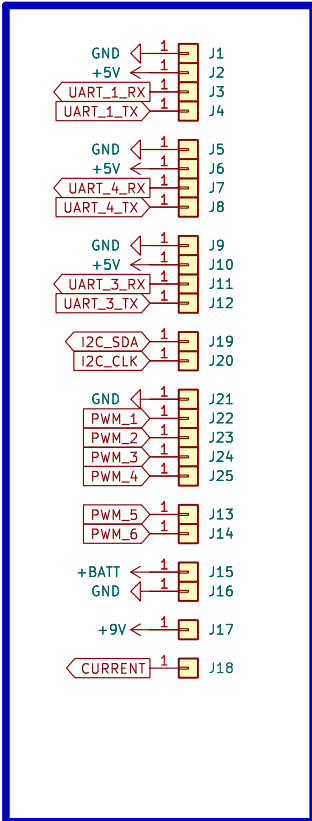 GND 1 J1
+5V 1 J2
UART_1_RX 1 J3
UART_1_TX 1 J4
GND 1 J5
+5V 1 J6
UART_4_RX 1 J7
UART_4_TX 1 J8
GND 1 J9
+5V 1 J10
UART_3_RX 1 J11
UART_3_TX 1 J12
I2C_SDA 1 J19
I2C_CLK 1 J20
GND 1 J21
PWM_1 1 J22
PWM_2 1 J23
PWM_3 1 J24
PWM_4 1 J25
PWM_5 1 J13
PWM_6 1 J14
+BATT 1 J15
GND 1 J16
+9V 1 J17
CURRENT 1 J18